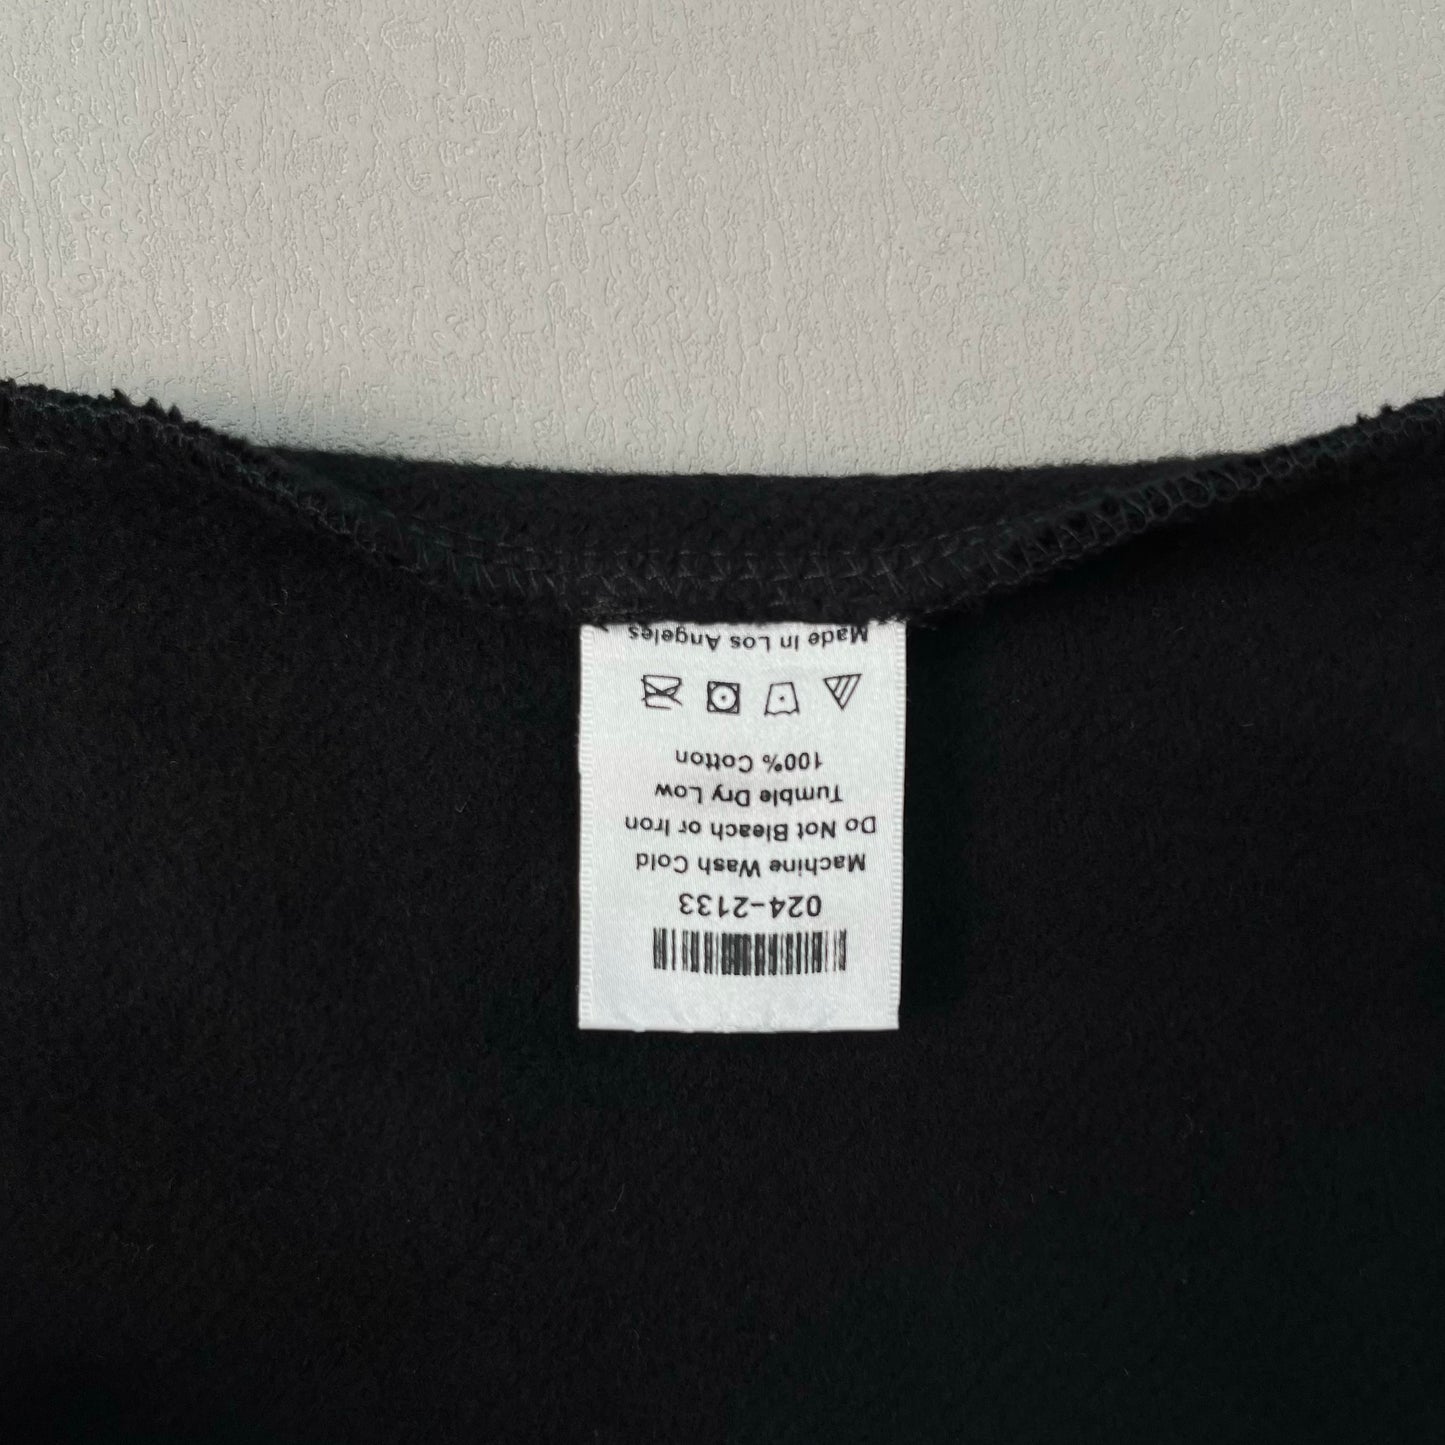 024-2133
Machine Wash Cold
Do Not Bleach or Iron
Tumble Dry Low
100% Cotton
Made In Los Angeles